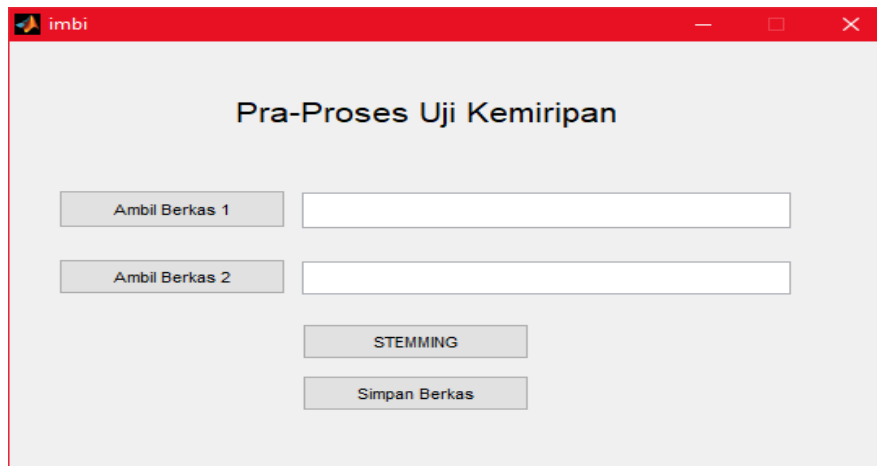 imbi
Pra-Proses Uji Kemiripan
Ambil Berkas 1
Ambil Berkas 2
STEMMING
Simpan Berkas